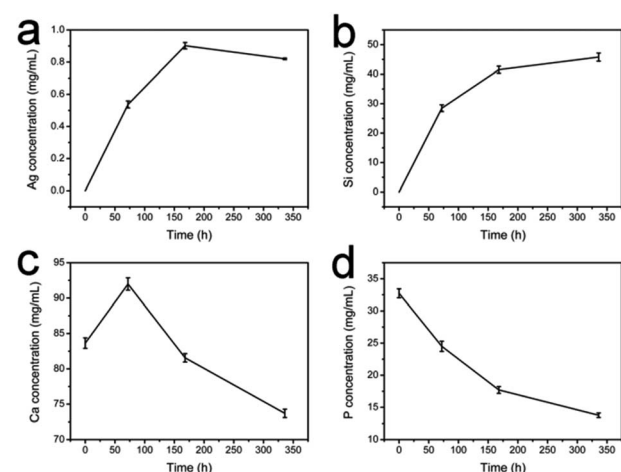 a
Ag concentration (mg/mL)
1.0
0.8
0.6
0.4
0.2
0.0
0 50 100 150 200 250 300 350
Time (h)
b
Si concentration (mg/mL)
50
40
30
20
10
0
0 50 100 150 200 250 300 350
Time (h)
c
Ca concentration (mg/mL)
95
90
85
80
75
70
0 50 100 150 200 250 300 350
Time (h)
d
P concentration (mg/mL)
35
30
25
20
15
10
0 50 100 150 200 250 300 350
Time (h)